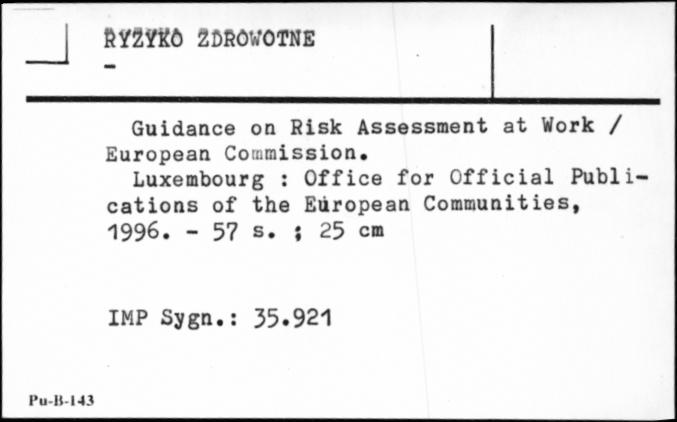 RYZYKO ZDROWOTNE
-
Guidance on Risk Assessment at Work /
European Commission.
Luxembourg : Office for Official Publi-
cations of the European Communities,
1996. - 57 s. ; 25 cm
IMP Sygn.: 35.921
Pu-B-143